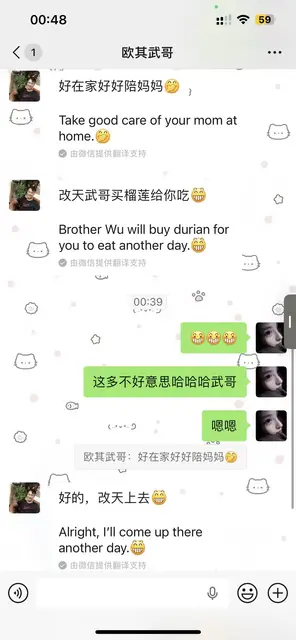 00:48
59
1
欧其武哥
好在家好好陪妈妈🤭
Take good care of your mom at
home.🤭
由微信提供翻译支持
改天武哥买榴莲给你吃😁
Brother Wu will buy durian for
you to eat another day.😁
由微信提供翻译支持
00:39
😹😹😹
这多不好意思哈哈哈武哥
嗯嗯
欧其武哥：好在家好好陪妈妈🤭
好的，改天上去😁
Alright, I'll come up there
another day.😁
由微信提供翻译支持